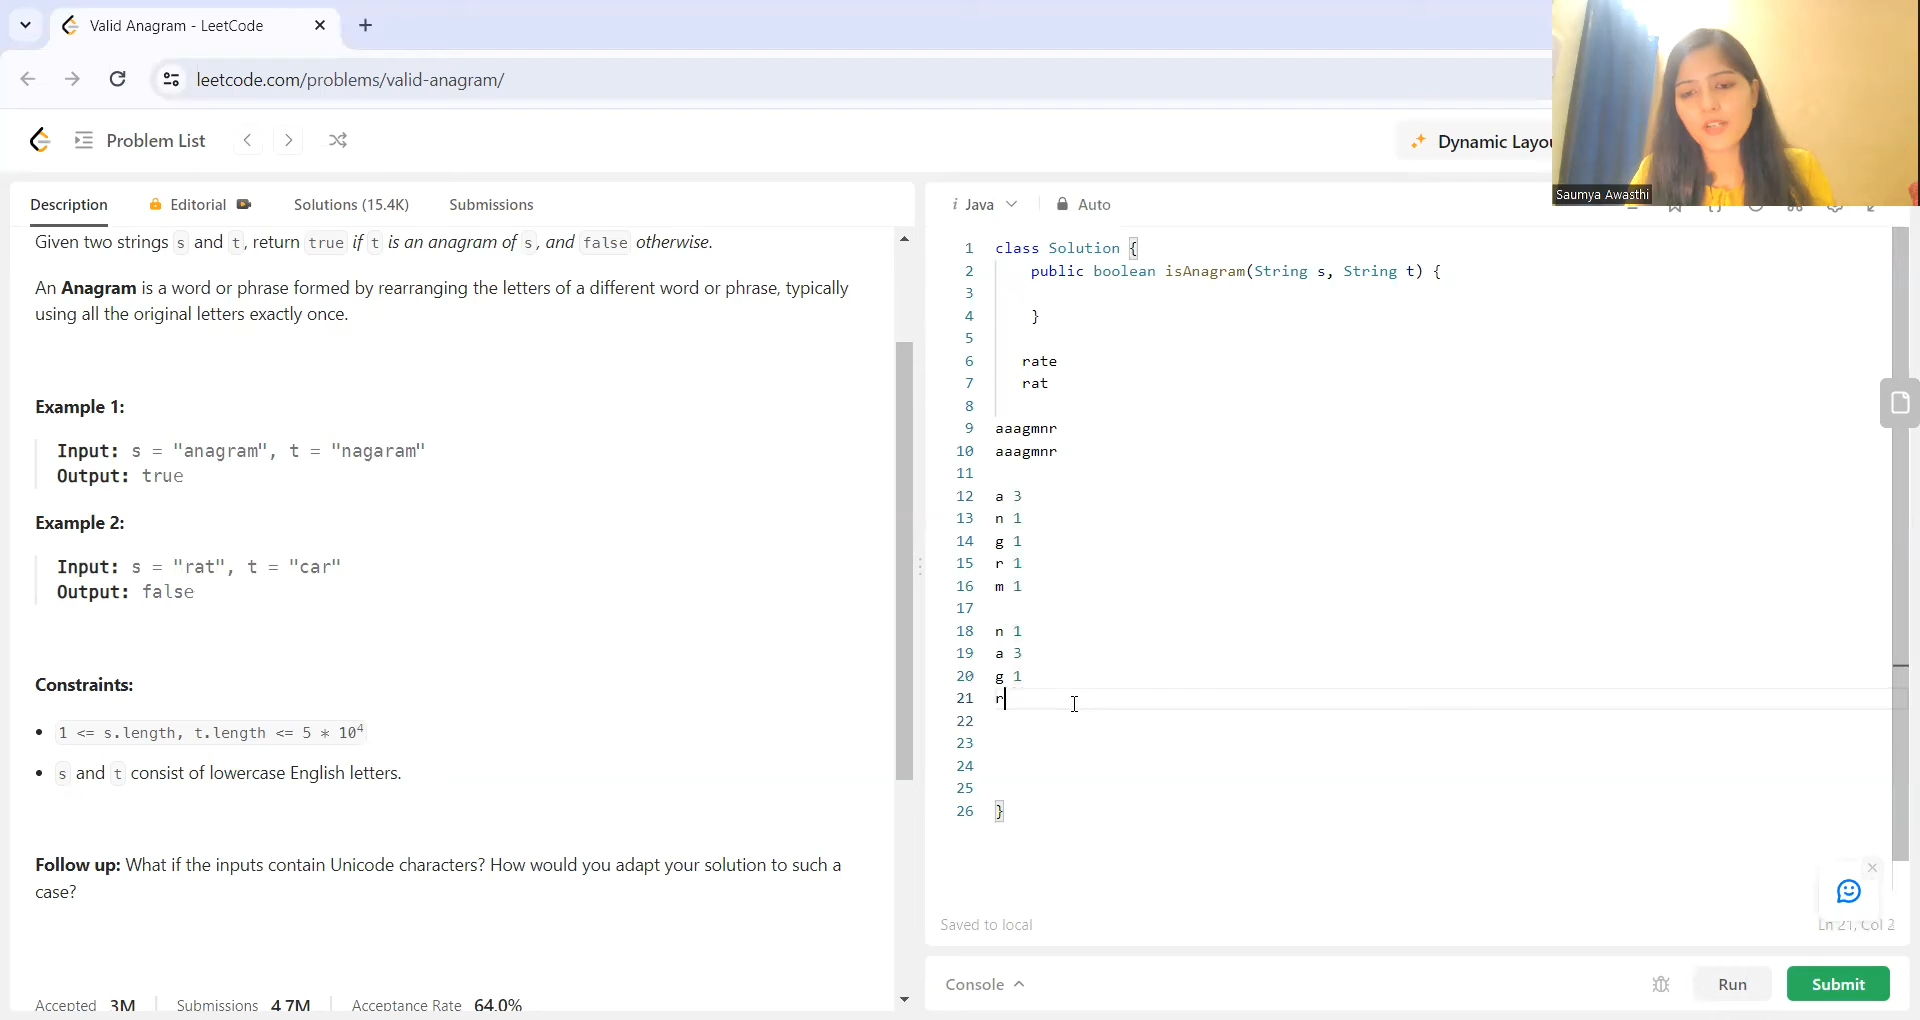 Valid Anagram - LeetCode
leetcode.com/problems/valid-anagram/
Problem List
Dynamic Layou
Saumya Awasthi
Description
Editorial
Solutions (15.4K)
Submissions
Given two strings s and t, return true if t is an anagram of s, and false otherwise.
An Anagram is a word or phrase formed by rearranging the letters of a different word or phrase, typically
using all the original letters exactly once.
Example 1:
Input: s = "anagram", t = "nagaram"
Output: true
Example 2:
Input: s = "rat", t = "car"
Output: false
Constraints:
• 1 <= s.length, t.length <= 5 * 10⁴
• s and t consist of lowercase English letters.
Follow up: What if the inputs contain Unicode characters? How would you adapt your solution to such a
case?
Accepted 3M Submissions 4.7M Acceptance Rate 64.0%
i Java
Auto
1 class Solution {
2 public boolean isAnagram(String s, String t) {
3
4 }
5
6 rate
7 rat
8
9 aaagmnr
10 aaagmnr
11
12 a 3
13 n 1
14 g 1
15 r 1
16 m 1
17
18 n 1
19 a 3
20 g 1
21 r
22
23
24
25
26 }
Saved to local
Ln 21, Col 2
Console
Run
Submit